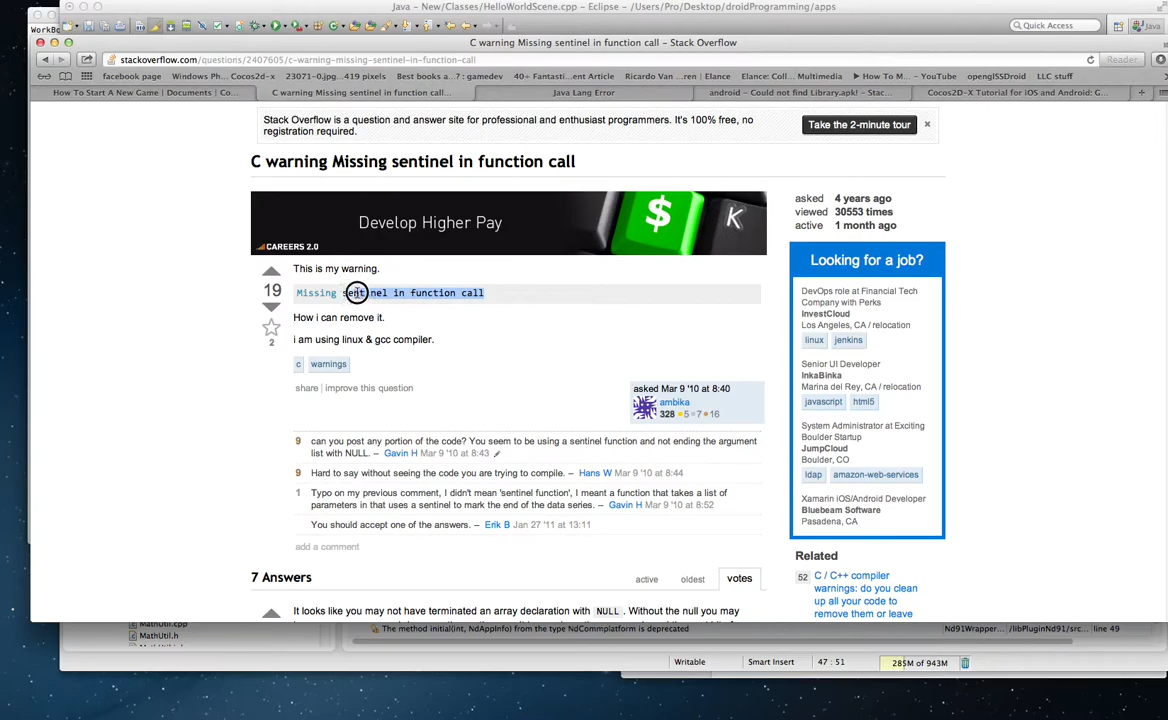 Java - New/Classes/HelloWorldScene.cpp - Eclipse - /Users/Pro/Desktop/droidProgramming/apps
WorkBo
Quick Access
Java
C warning Missing sentinel in function call - Stack Overflow
stackoverflow.com/questions/2407605/c-warning-missing-sentinel-in-function-call
Reader
facebook page Windows Ph... Cocos2d-x 23071-0.jpg...419 pixels Best books a...? : gamedev 40+ Fantasti...ent Article Ricardo Van ...ren | Elance Elance: Coll... Multimedia How To M... - YouTube openglSSDroid LLC stuff
How To Start A New Game | Documents | Co... C warning Missing sentinel in function call... Java Lang Error android – Could not find Library.apk! – Stac... Cocos2D-X Tutorial for iOS and Android: G...
Stack Overflow is a question and answer site for professional and enthusiast programmers. It's 100% free, no
registration required.
Take the 2-minute tour
C warning Missing sentinel in function call
Develop Higher Pay
$
K
CAREERS 2.0
asked 4 years ago
viewed 30553 times
active 1 month ago
This is my warning.
19
Missing sentinel in function call
How i can remove it.
2
i am using linux & gcc compiler.
c warnings
share | improve this question
asked Mar 9 '10 at 8:40
ambika
328 5 7 16
9 can you post any portion of the code? You seem to be using a sentinel function and not ending the argument
list with NULL. – Gavin H Mar 9 '10 at 8:43
9 Hard to say without seeing the code you are trying to compile. – Hans W Mar 9 '10 at 8:44
1 Typo on my previous comment, I didn't mean 'sentinel function', I meant a function that takes a list of
parameters in that uses a sentinel to mark the end of the data series. – Gavin H Mar 9 '10 at 8:52
You should accept one of the answers. – Erik B Jan 27 '11 at 13:11
add a comment
7 Answers
active oldest votes
It looks like you may not have terminated an array declaration with NULL . Without the null you may
Looking for a job?
DevOps role at Financial Tech
Company with Perks
InvestCloud
Los Angeles, CA / relocation
linux jenkins
Senior UI Developer
InkaBinka
Marina del Rey, CA / relocation
javascript html5
System Administrator at Exciting
Boulder Startup
JumpCloud
Boulder, CO
ldap amazon-web-services
Xamarin iOS/Android Developer
Bluebeam Software
Pasadena, CA
Related
52 C / C++ compiler
warnings: do you clean
up all your code to
remove them or leave
MathUtil.cpp
MathUtil.h
The method initial(int, NdAppInfo) from the type NdCommplatform is deprecated
Nd91Wrapper... /libPluginNd91/src... line 49
Writable Smart Insert 47 : 51 285M of 943M